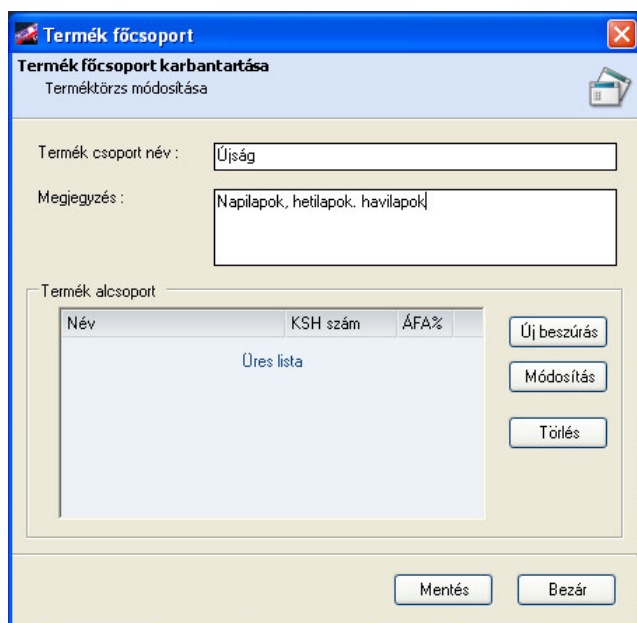 Termék főcsoport
Termék főcsoport karbantartása
Terméktörzs módosítása
Termék csoport név :
Újság
Megjegyzés :
Napilapok, hetilapok. havilapok
Termék alcsoport
Név KSH szám ÁFA%
Üres lista
Új beszúrás
Módosítás
Törlés
Mentés Bezár